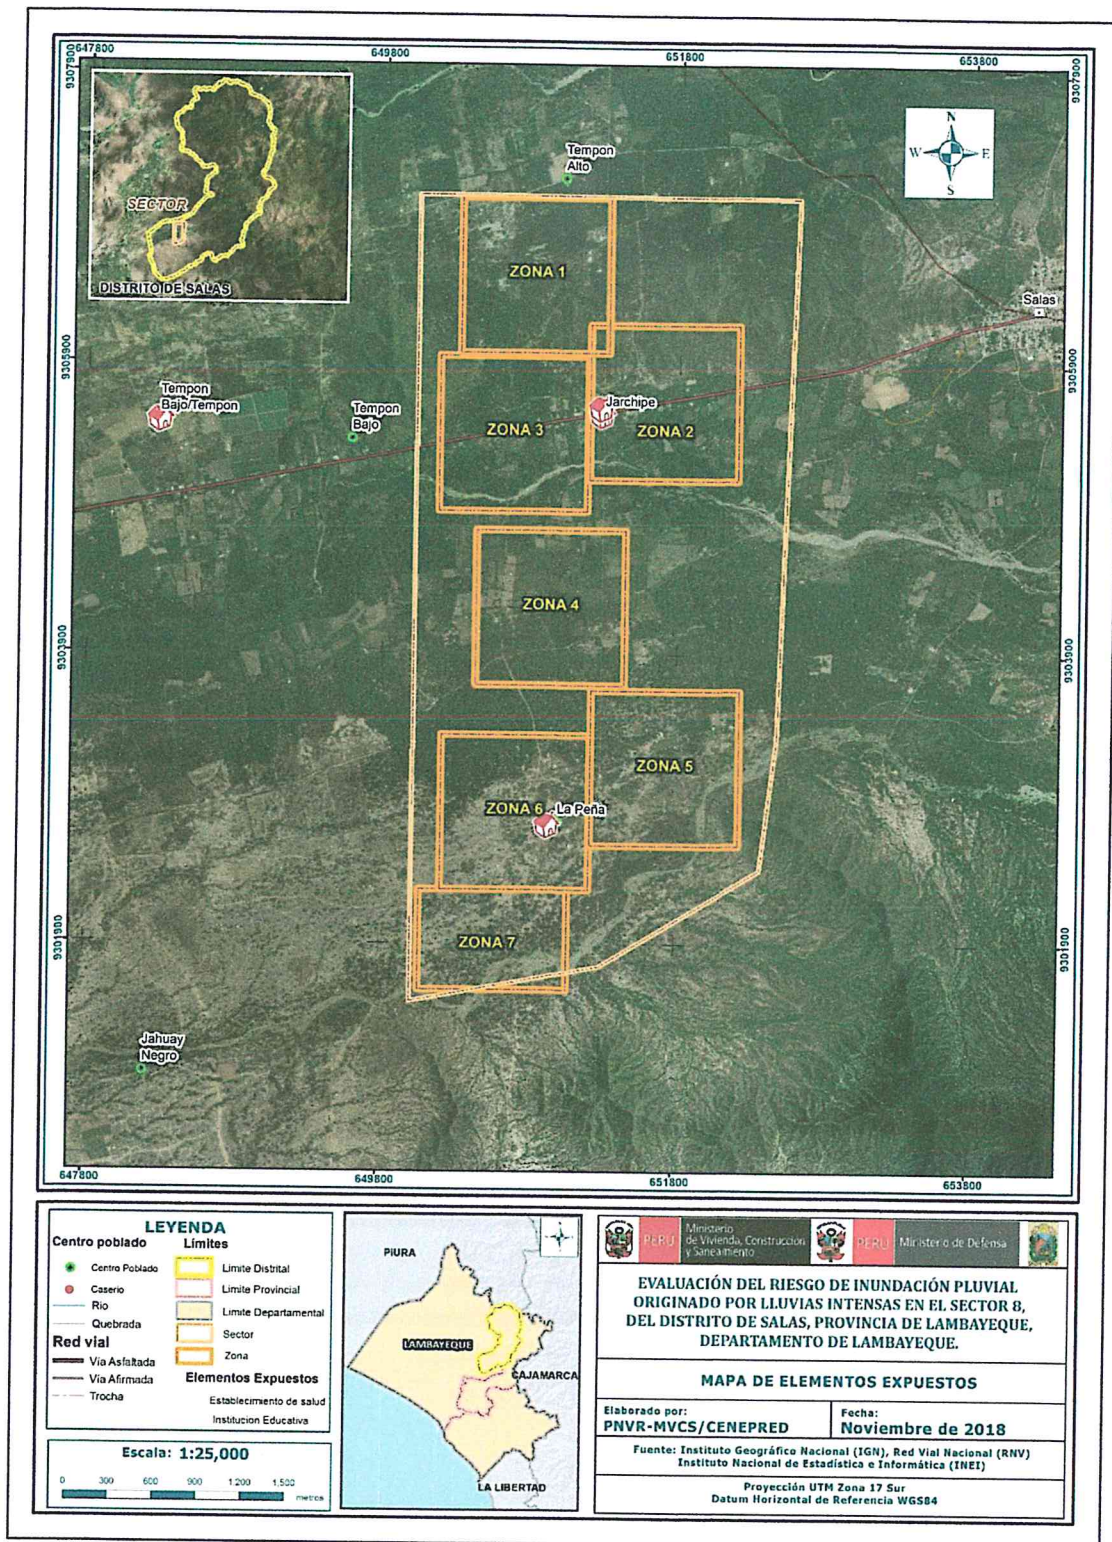 647800
649800
651800
653800
9307900
9307900
SECTOR
DISTRITO DE SALAS
N
W
E
S
Tempon
Alto
ZONA 1
Salas
9305900
9305900
Tempon
Bajo/Tempon
Tempon
Bajo
Jarchipe
ZONA 3
ZONA 2
ZONA 4
9303900
9303900
ZONA 5
ZONA 6
La Peña
9301900
9301900
ZONA 7
Jahuay
Negro
647800
649800
651800
653800
LEYENDA
Centro poblado
Centro Poblado
Caserio
Rio
Quebrada
Red vial
Vía Asfaltada
Vía Afirmada
Trocha
Límites
Limite Distrital
Limite Provincial
Limite Departamental
Sector
Zona
Elementos Expuestos
Establecimiento de salud
Institucion Educativa
Escala: 1:25,000
0 300 600 900 1,200 1,500
metros
PIURA
LAMBAYEQUE
CAJAMARCA
LA LIBERTAD
PERÚ
Ministerio
de Vivienda, Construcción
y Saneamiento
PERÚ
Ministerio de Defensa
EVALUACIÓN DEL RIESGO DE INUNDACIÓN PLUVIAL
ORIGINADO POR LLUVIAS INTENSAS EN EL SECTOR 8,
DEL DISTRITO DE SALAS, PROVINCIA DE LAMBAYEQUE,
DEPARTAMENTO DE LAMBAYEQUE.
MAPA DE ELEMENTOS EXPUESTOS
Elaborado por:
PNVR-MVCS/CENEPRED
Fecha:
Noviembre de 2018
Fuente: Instituto Geográfico Nacional (IGN), Red Vial Nacional (RNV)
Instituto Nacional de Estadística e Informática (INEI)
Proyección UTM Zona 17 Sur
Datum Horizontal de Referencia WGS84